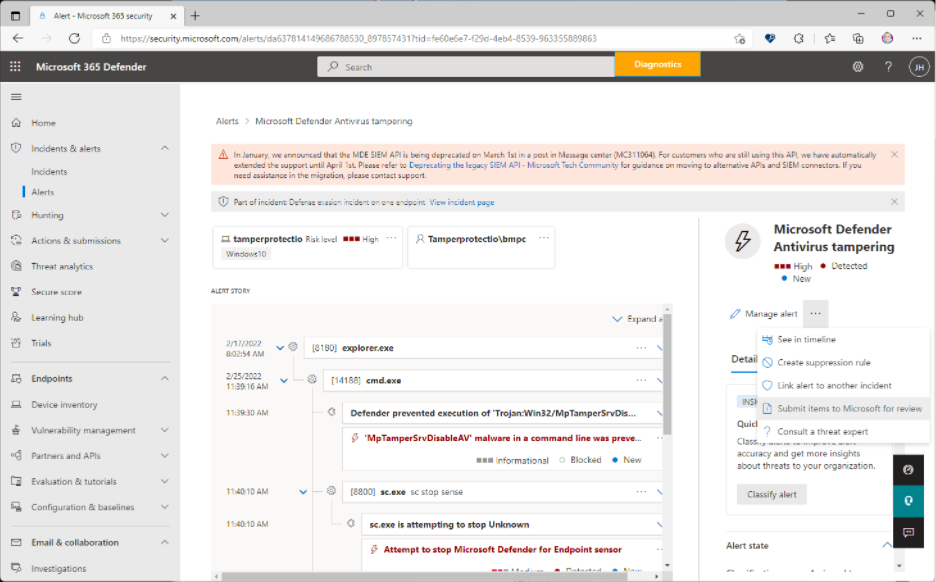 Alert - Microsoft 365 security
https://security.microsoft.com/alerts/da637814149686788530_897857431?tid=fe60e6e7-f29d-4eb4-8539-963355889863
Microsoft 365 Defender
Search
Diagnostics
JH
Home
Incidents & alerts
Incidents
Alerts
Hunting
Actions & submissions
Threat analytics
Secure score
Learning hub
Trials
Endpoints
Device inventory
Vulnerability management
Partners and APIs
Evaluation & tutorials
Configuration & baselines
Email & collaboration
Investigations
Alerts > Microsoft Defender Antivirus tampering
In January, we announced that the MDE SIEM API is being deprecated on March 1st in a post in Message center (MC311064). For customers who are still using this API, we have automatically
extended the support until April 1st. Please refer to Deprecating the legacy SIEM API - Microsoft Tech Community for guidance on moving to alternative APIs and SIEM connectors. If you
need assistance in the migration, please contact support.
Part of incident: Defense evasion incident on one endpoint View incident page
tamperprotectio Risk level High ...
Windows10
Tamperprotectio\bmpc ...
ALERT STORY
Expand a
2/17/2022
8:02:54 AM
[8180] explorer.exe ...
2/25/2022
11:39:16 AM
[14188] cmd.exe ...
11:39:30 AM
Defender prevented execution of 'Trojan:Win32/MpTamperSrvDis...
'MpTamperSrvDisableAV' malware in a command line was preve...
Informational Blocked New
11:40:10 AM
[8800] sc.exe sc stop sense ...
11:40:10 AM
sc.exe is attempting to stop Unknown
Attempt to stop Microsoft Defender for Endpoint sensor
Medium Detected New
Microsoft Defender
Antivirus tampering
High Detected
New
Manage alert ...
See in timeline
Create suppression rule
Link alert to another incident
Submit items to Microsoft for review
Consult a threat expert
Detail
INSI
Quick
Classify alerts to improve alert
accuracy and get more insights
about threats to your organization.
Classify alert
Alert state